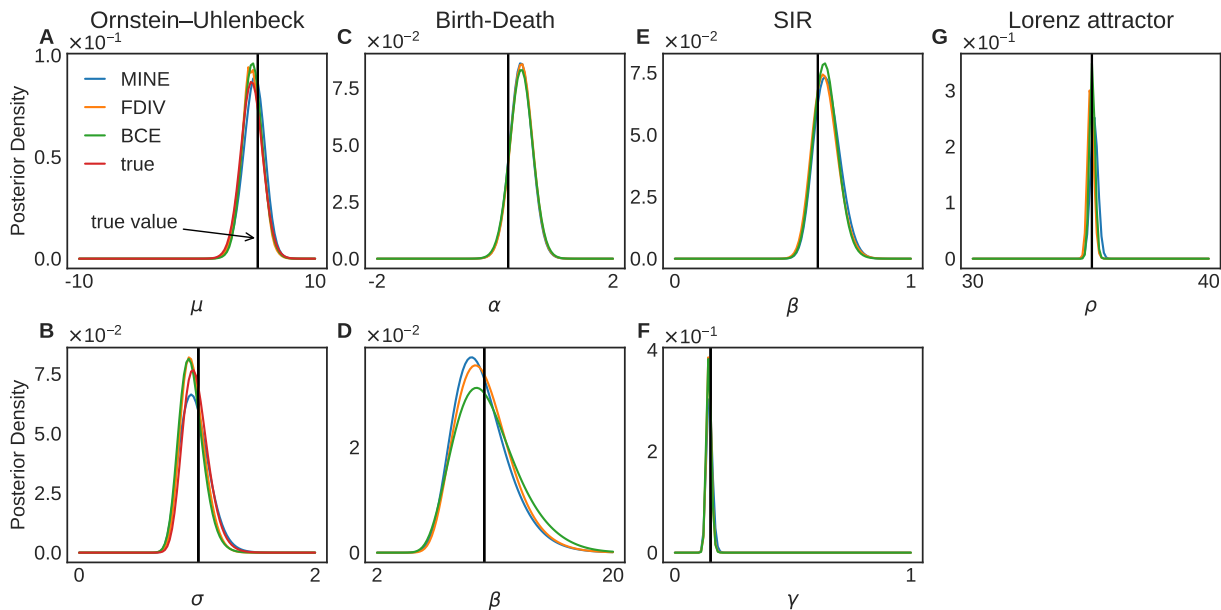 Ornstein–Uhlenbeck
Birth-Death
SIR
Lorenz attractor
A
×10⁻¹
C
×10⁻²
E
×10⁻²
G
×10⁻¹
Posterior Density
1.0
0.5
0.0
MINE
FDIV
BCE
true
true value
-10
10
μ
7.5
5.0
2.5
0.0
-2
2
α
7.5
5.0
2.5
0.0
0
1
β
3
2
1
0
30
40
ρ
B
×10⁻²
D
×10⁻²
F
×10⁻¹
Posterior Density
7.5
5.0
2.5
0.0
0
2
σ
2
0
2
20
β
4
2
0
0
1
γ